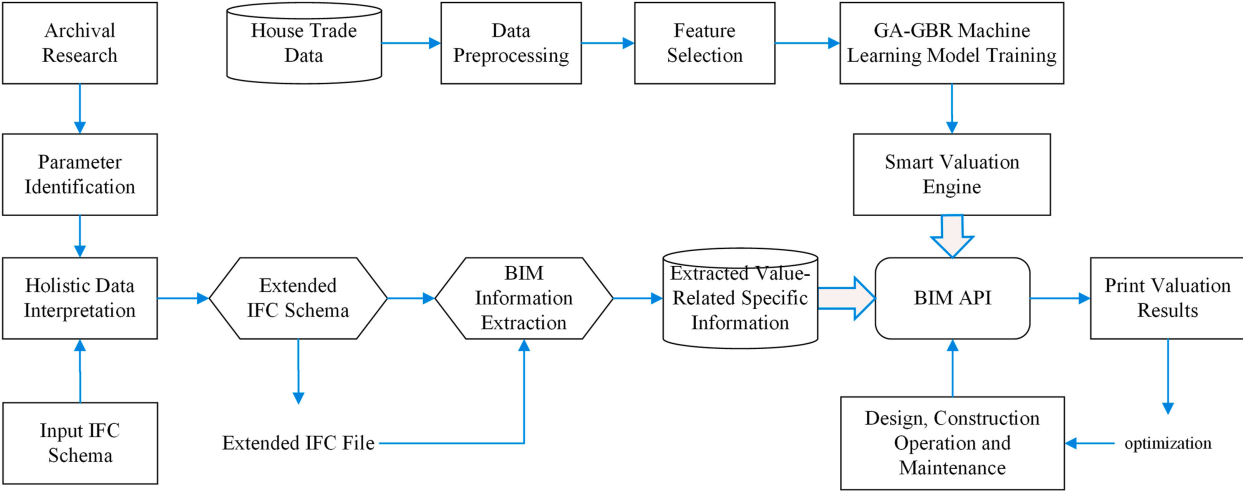 Archival
Research
House Trade
Data
Data
Preprocessing
Feature
Selection
GA-GBR Machine
Learning Model Training
Parameter
Identification
Smart Valuation
Engine
Holistic Data
Interpretation
Extended
IFC Schema
BIM
Information
Extraction
Extracted Value-
Related Specific
Information
BIM API
Print Valuation
Results
Input IFC
Schema
Extended IFC File
Design, Construction
Operation and
Maintenance
optimization